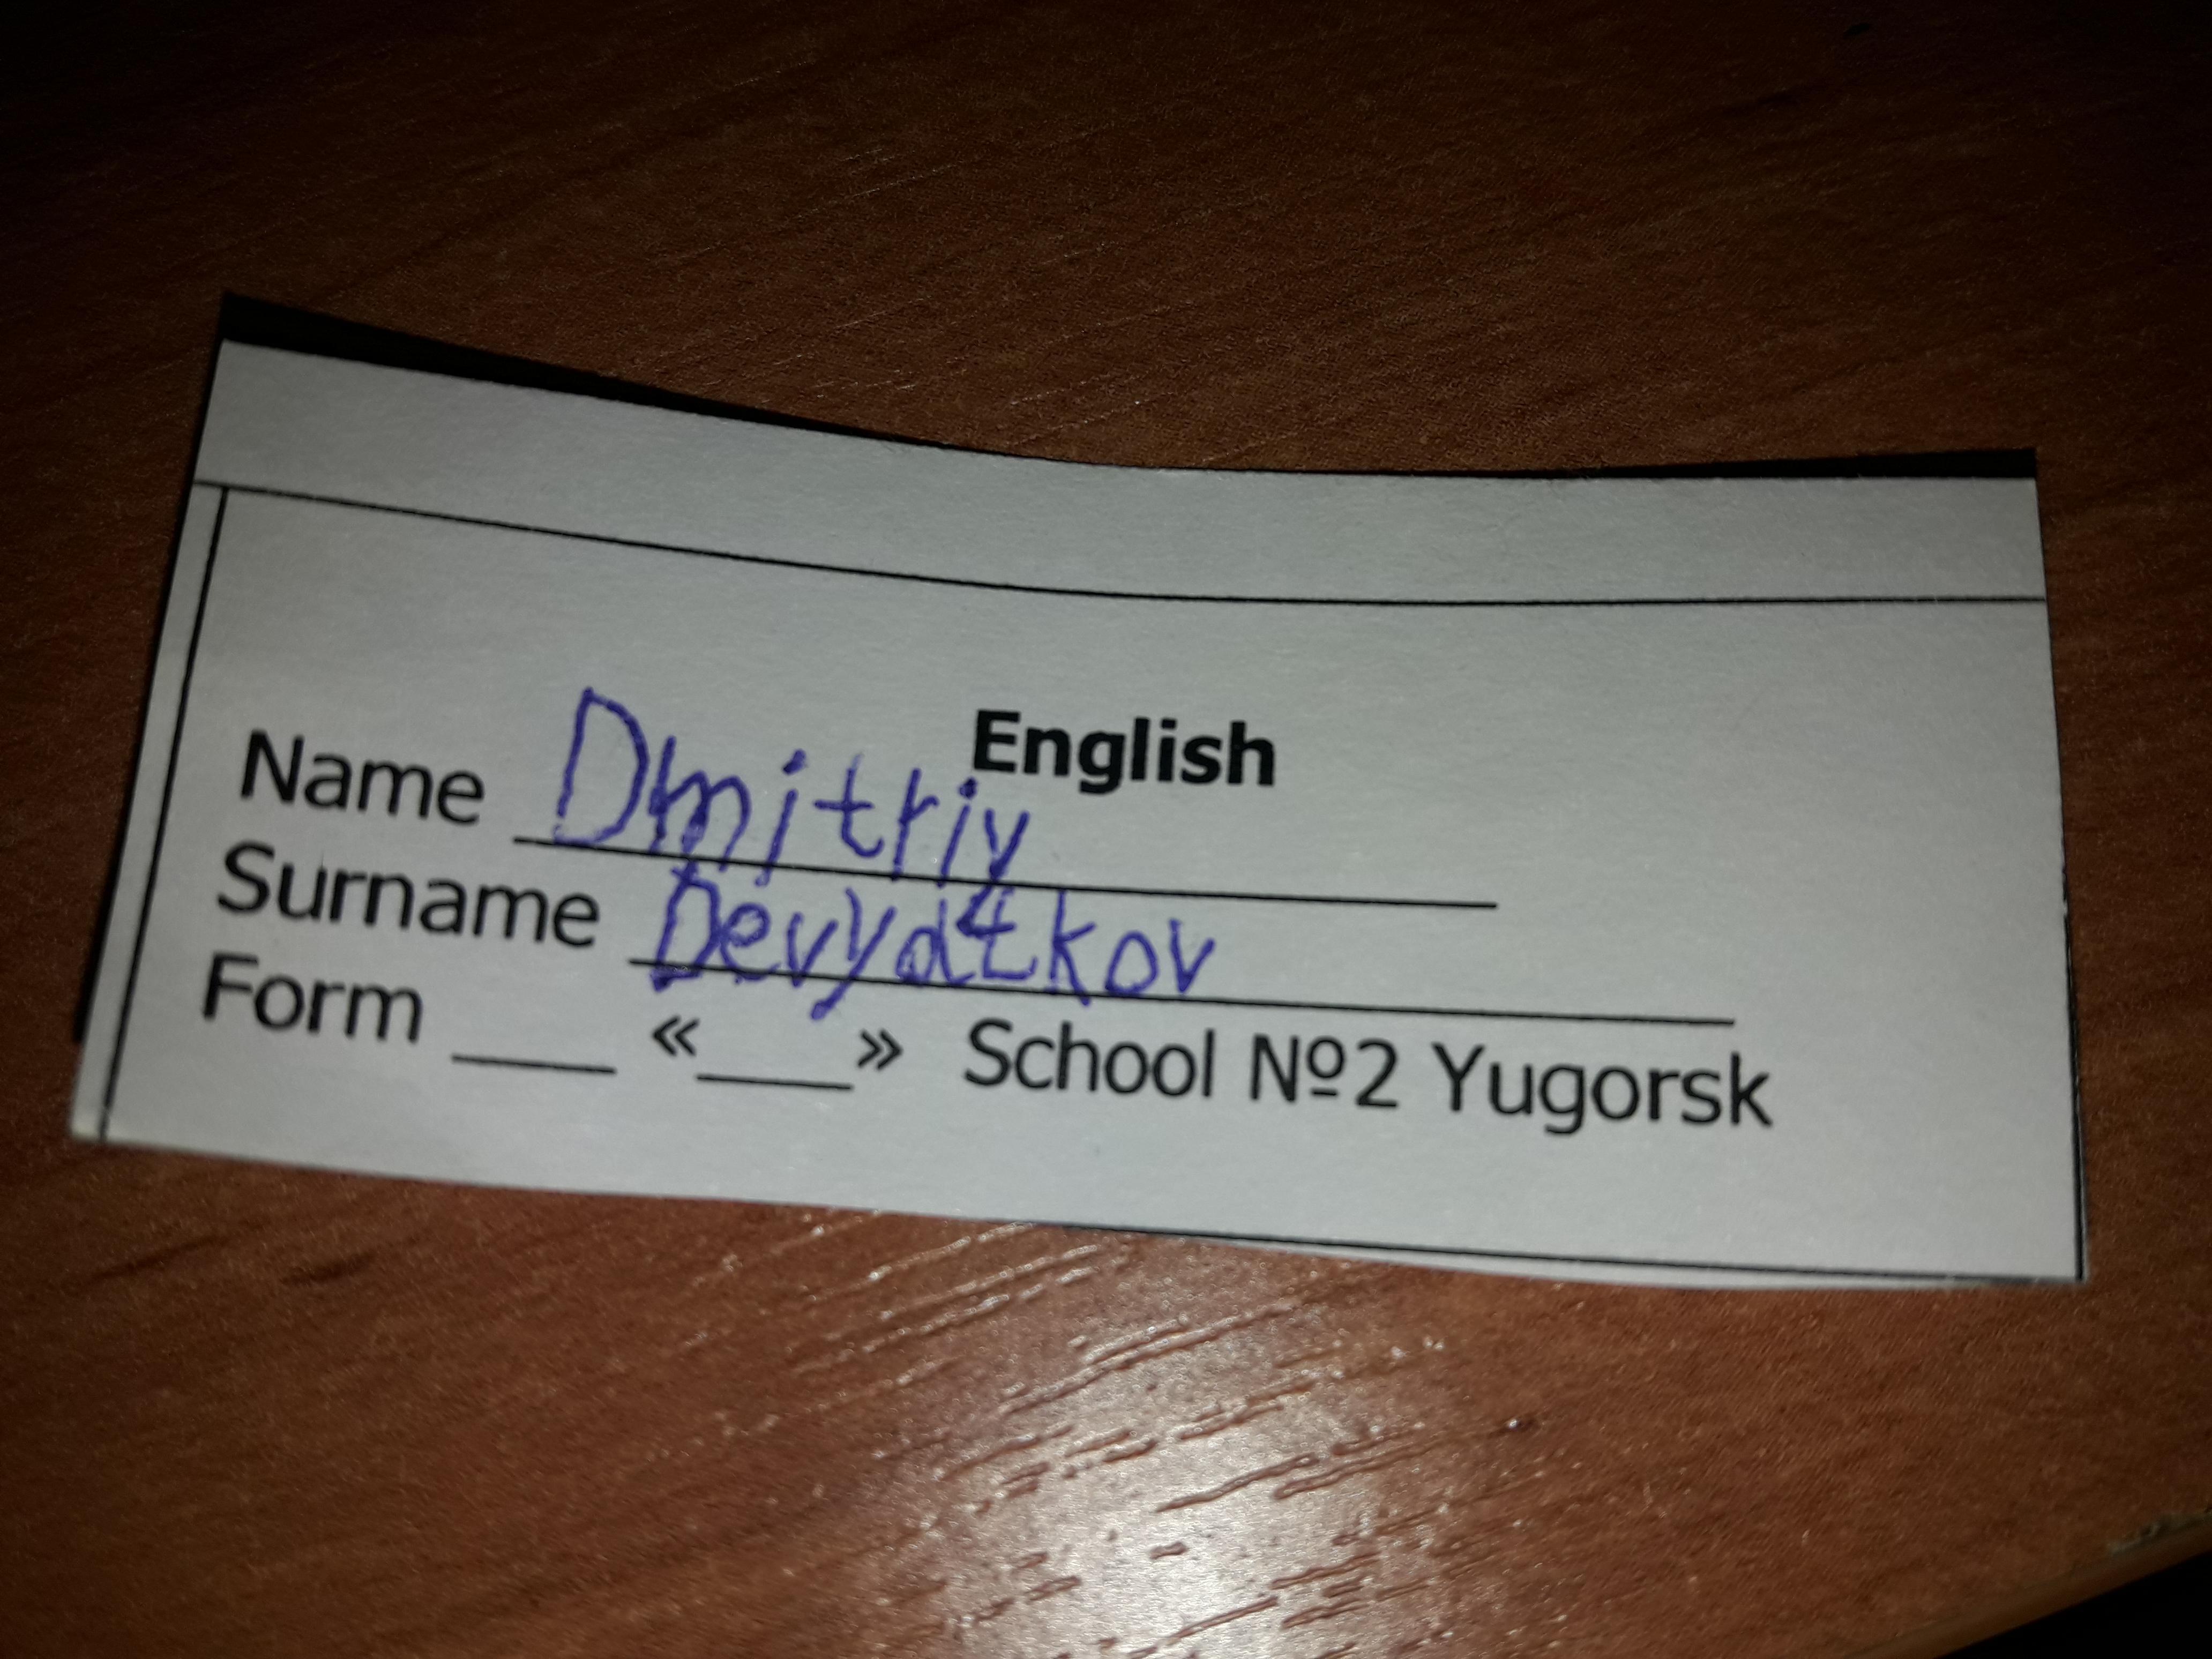 English
Name Dmitriy
Surname Devyatkov
Form ___ «___» School №2 Yugorsk